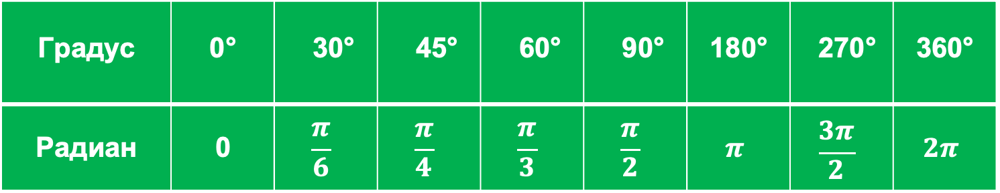 Градус 0° 30° 45° 60° 90° 180° 270° 360°
Радиан 0 π/6 π/4 π/3 π/2 π 3π/2 2π